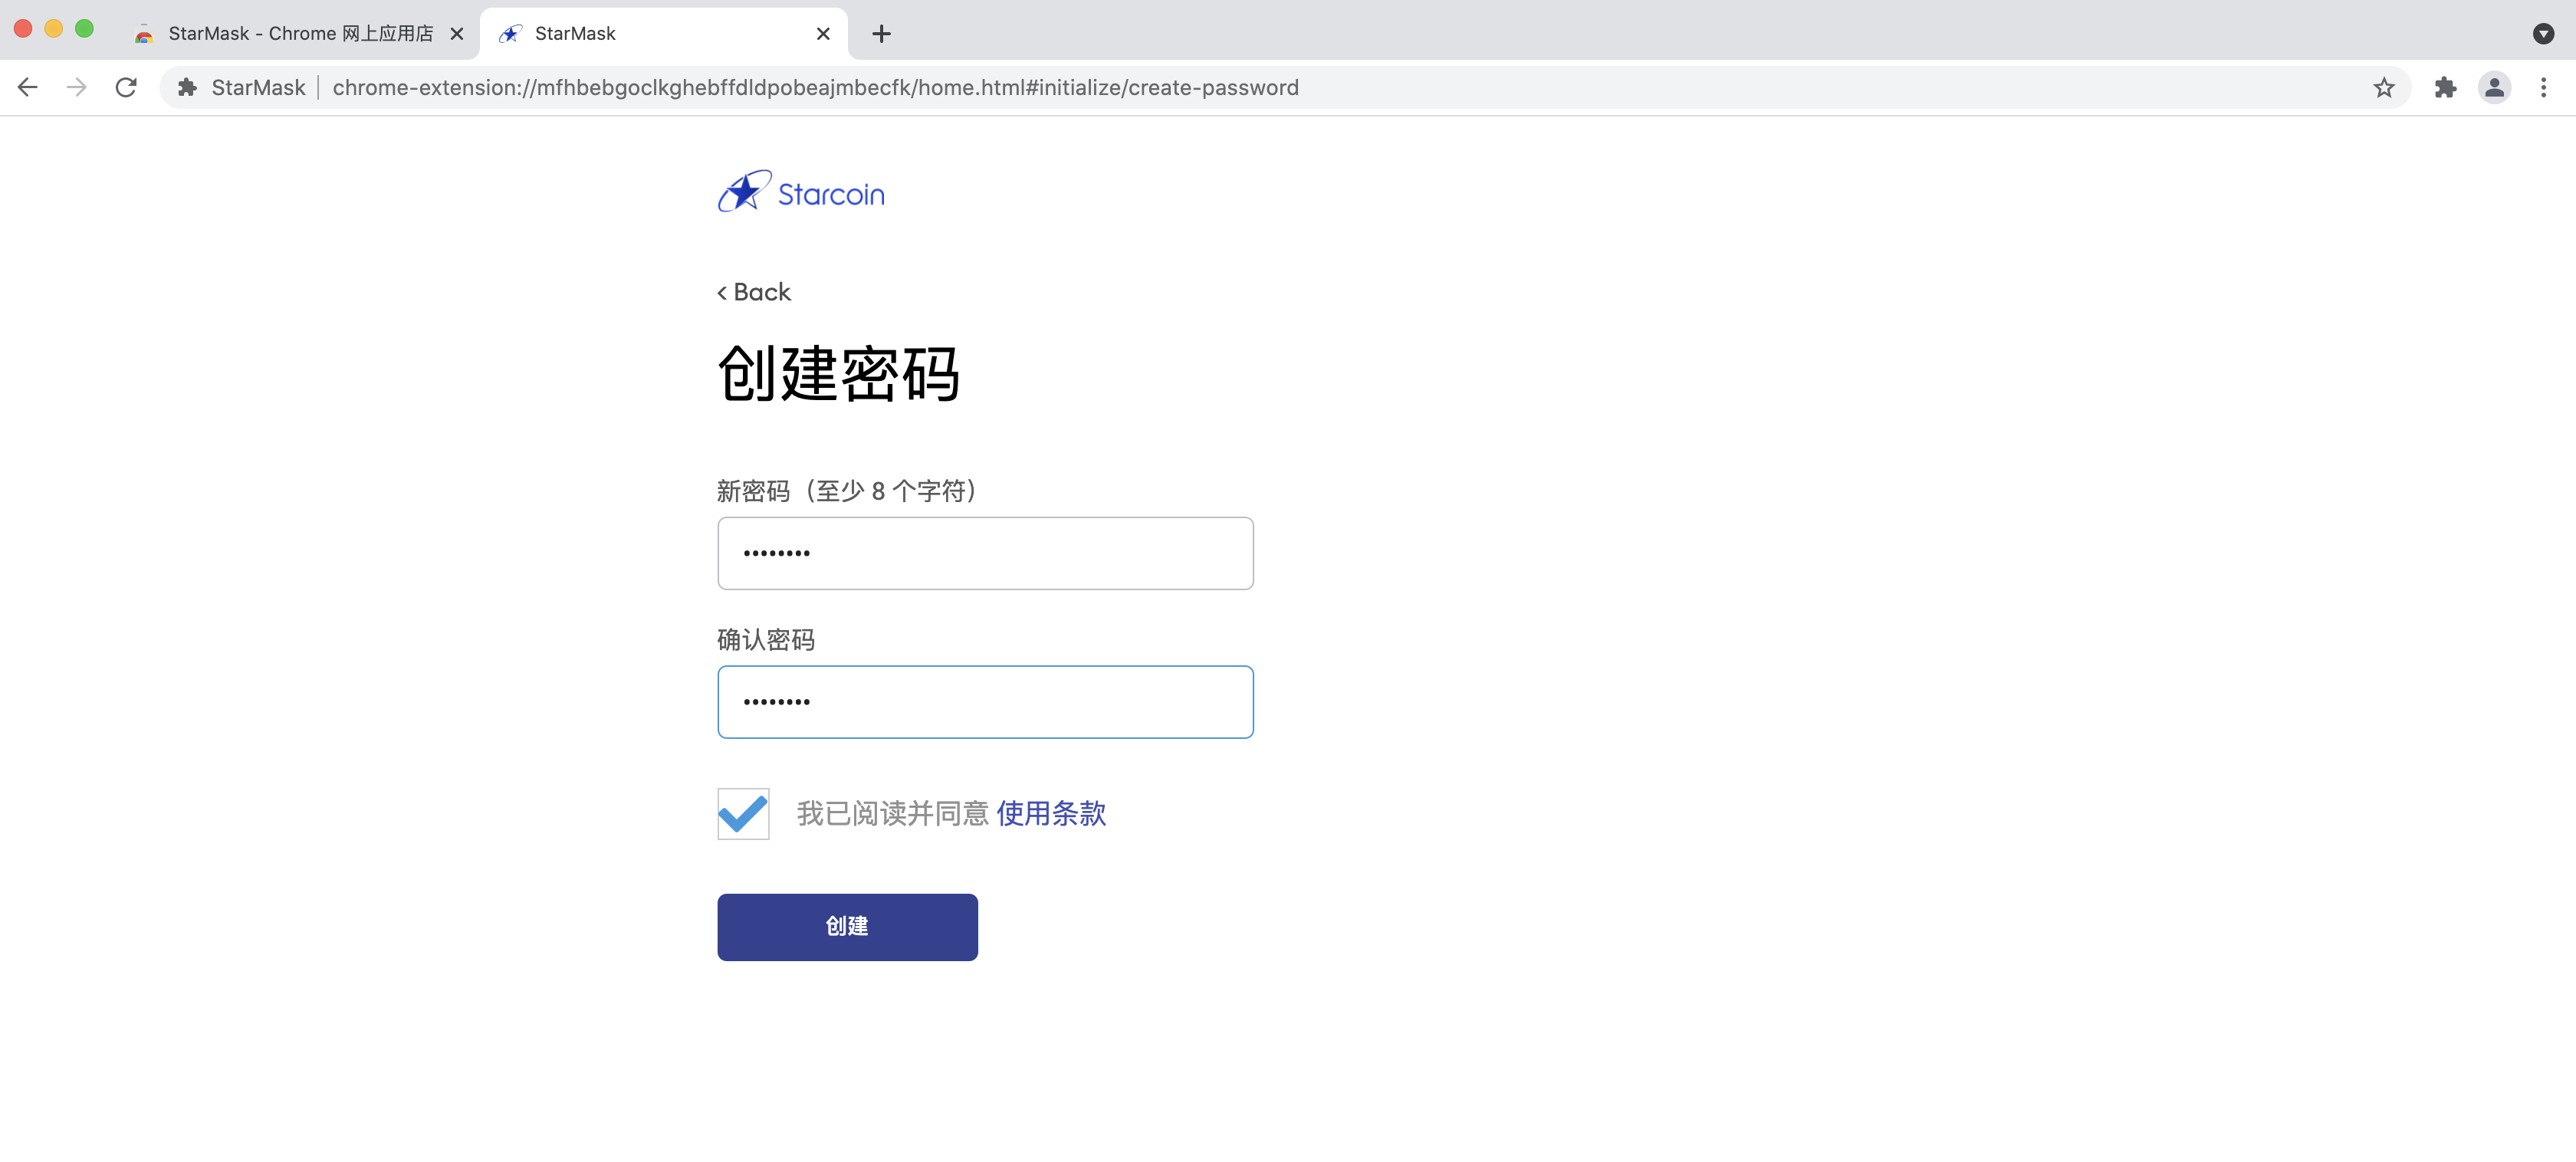 StarMask - Chrome 网上应用店
StarMask
StarMask
chrome-extension://mfhbebgoclkghebffdldpobeajmbecfk/home.html#initialize/create-password
Starcoin
< Back
创建密码
新密码（至少 8 个字符）
确认密码
我已阅读并同意 使用条款
创建